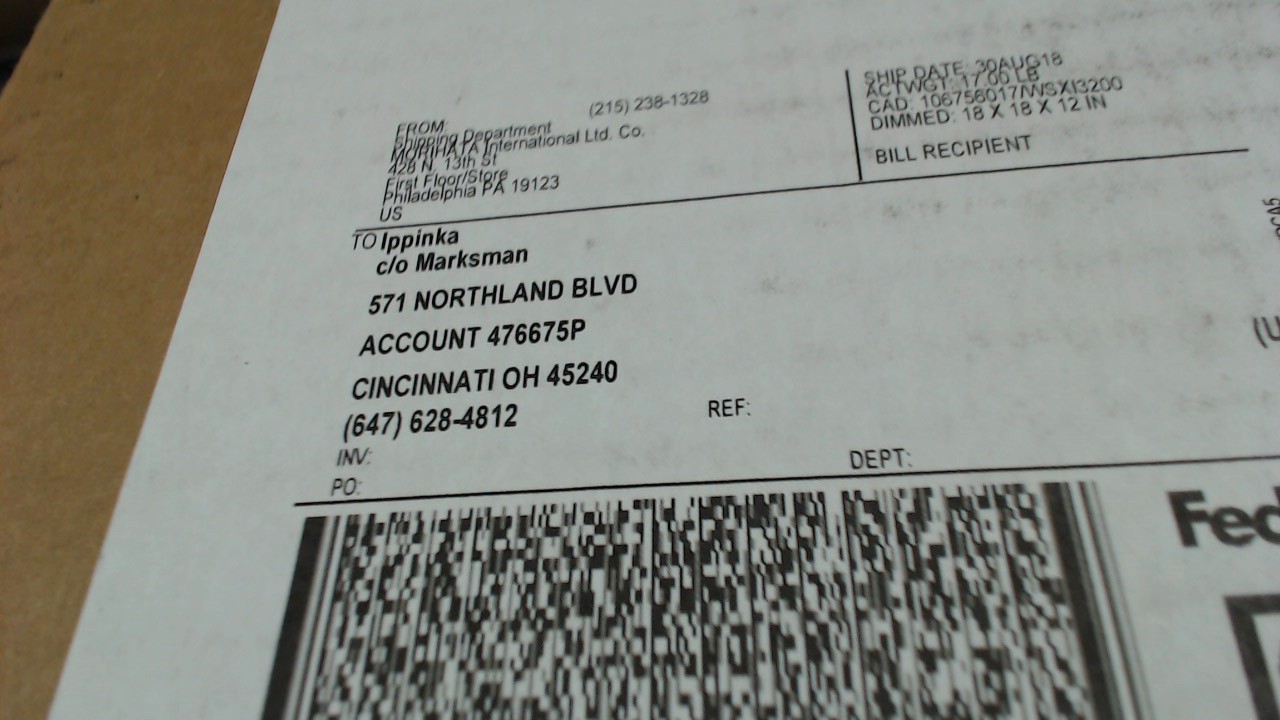 (215) 238-1328
FROM:
Shipping Department
International Ltd. Co.
428 N. 13th St
First Floor/Store
Philadelphia PA 19123
US
SHIP DATE: 30AUG18
ACTWGT: 17.00 LB
CAD: 106756017/WSXI3200
DIMMED: 18 X 18 X 12 IN
BILL RECIPIENT
TO Ippinka
c/o Marksman
571 NORTHLAND BLVD
ACCOUNT 476675P
CINCINNATI OH 45240
(647) 628-4812
REF:
INV:
PO:
DEPT:
Fed